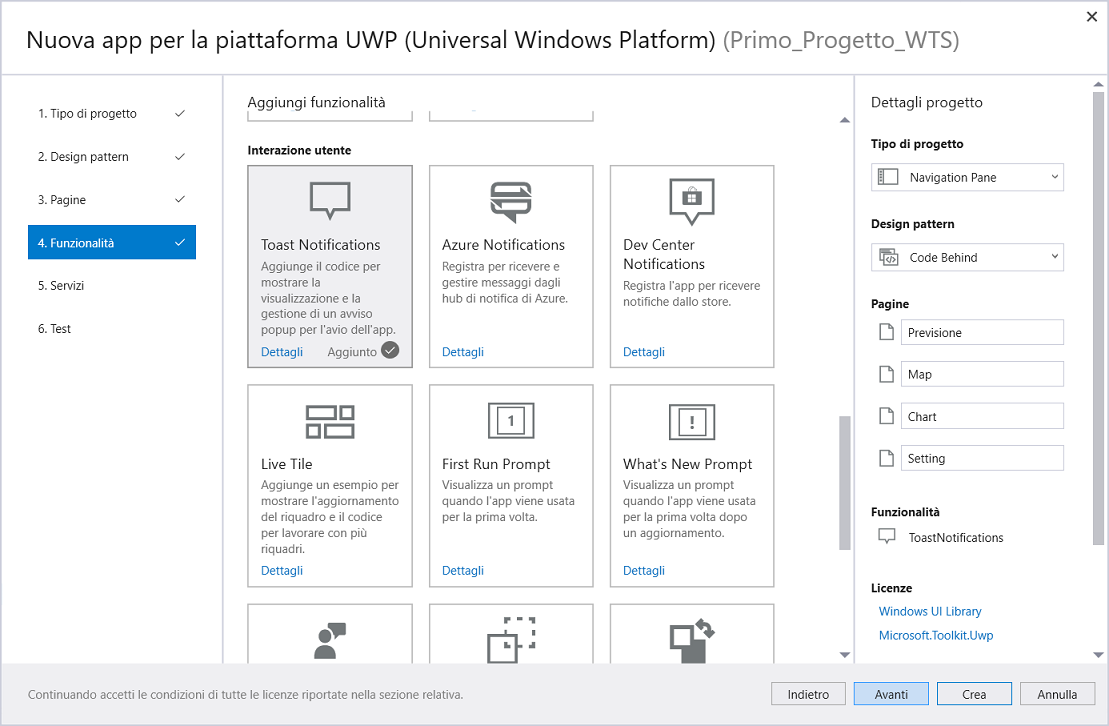 Nuova app per la piattaforma UWP (Universal Windows Platform) (Primo_Progetto_WTS)
1. Tipo di progetto
2. Design pattern
3. Pagine
4. Funzionalità
5. Servizi
6. Test
Aggiungi funzionalità
Interazione utente
Toast Notifications
Aggiunge il codice per
mostrare la
visualizzazione e la
gestione di un avviso
popup per l'avio dell'app.
Dettagli
Aggiunto
Azure Notifications
Registra per ricevere e
gestire messaggi dagli
hub di notifica di Azure.
Dettagli
Dev Center
Notifications
Registra l'app per ricevere
notifiche dallo store.
Dettagli
Live Tile
Aggiunge un esempio per
mostrare l'aggiornamento
del riquadro e il codice
per lavorare con più
riquadri.
Dettagli
1
First Run Prompt
Visualizza un prompt
quando l'app viene usata
per la prima volta.
Dettagli
!
What's New Prompt
Visualizza un prompt
quando l'app viene usata
per la prima volta dopo
un aggiornamento.
Dettagli
Dettagli progetto
Tipo di progetto
Navigation Pane
Design pattern
Code Behind
Pagine
Previsione
Map
Chart
Setting
Funzionalità
ToastNotifications
Licenze
Windows UI Library
Microsoft.Toolkit.Uwp
Continuando accetti le condizioni di tutte le licenze riportate nella sezione relativa.
Indietro
Avanti
Crea
Annulla